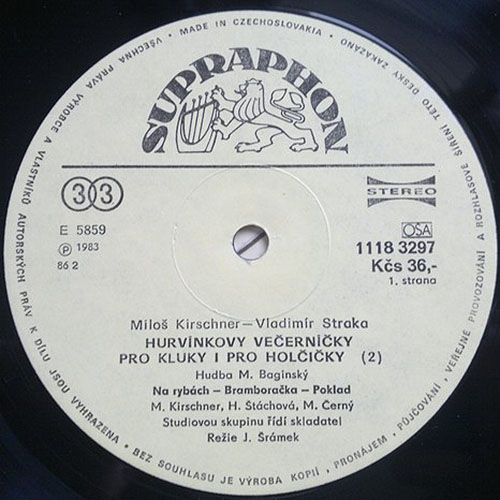 • MADE IN CZECHOSLOVAKIA • VŠECHNA PRÁVA VÝROBCE A VLASTNÍKŮ AUTORSKÝCH PRÁV K DÍLU JSOU VYHRAZENA • BEZ SOUHLASU JE VÝROBA KOPIÍ, PRONÁJEM, PŮJČOVÁNÍ, VEŘEJNÉ PROVOZOVÁNÍ A ROZHLASOVÉ ŠÍŘENÍ TÉTO DESKY ZAKÁZÁNO
SUPRAPHON
33
STEREO
E 5859
Ⓟ 1983
86 2
OSA
1118 3297
Kčs 36,-
1. strana
Miloš Kirschner – Vladimír Straka
HURVÍNKOVY VEČERNÍČKY
PRO KLUKY I PRO HOLČIČKY (2)
Hudba M. Baginský
Na rybách – Bramboračka – Poklad
M. Kirschner, H. Štáchová, M. Černý
Studiovou skupinu řídí skladatel
Režie J. Šrámek